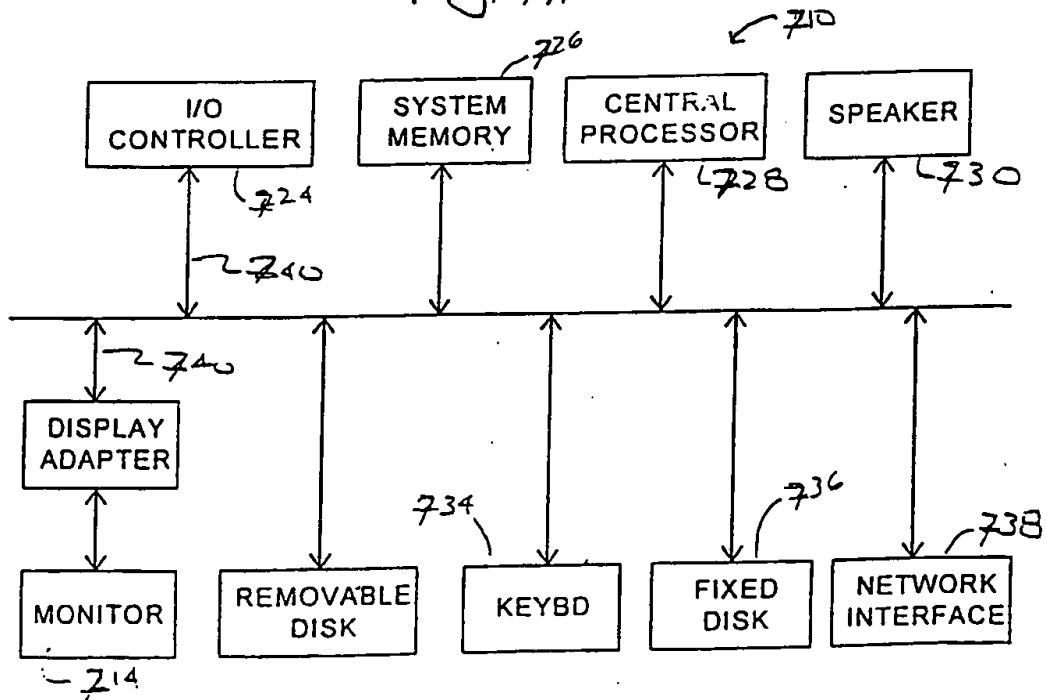 710
726
I/O
CONTROLLER
SYSTEM
MEMORY
CENTRAL
PROCESSOR
SPEAKER
724
728
730
740
740
DISPLAY
ADAPTER
734
736
738
MONITOR
REMOVABLE
DISK
KEYBD
FIXED
DISK
NETWORK
INTERFACE
714